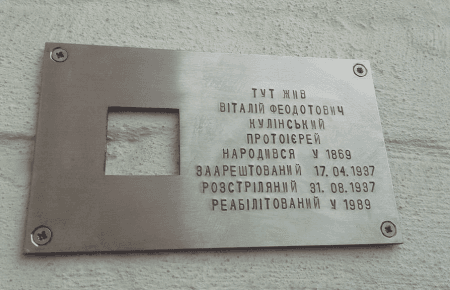 ТУТ ЖИВ
ВІТАЛІЙ ФЕОДОТОВИЧ
КУЛІНСЬКИЙ
ПРОТОІЄРЕЙ
НАРОДИВСЯ У 1869
ЗААРЕШТОВАНИЙ 17.04.1937
РОЗСТРІЛЯНИЙ 31.08.1937
РЕАБІЛІТОВАНИЙ У 1989